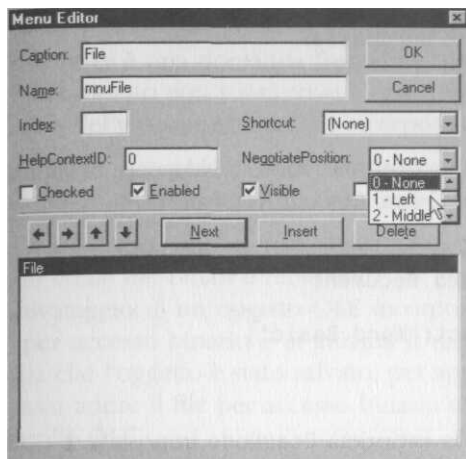 Menu Editor
Caption: File OK
Name: mnuFile Cancel
Index: Shortcut: (None)
HelpContextID: 0 NegotiatePosition: 0 - None
Checked Enabled Visible
0 - None
1 - Left
2 - Middle
Next Insert Delete
File